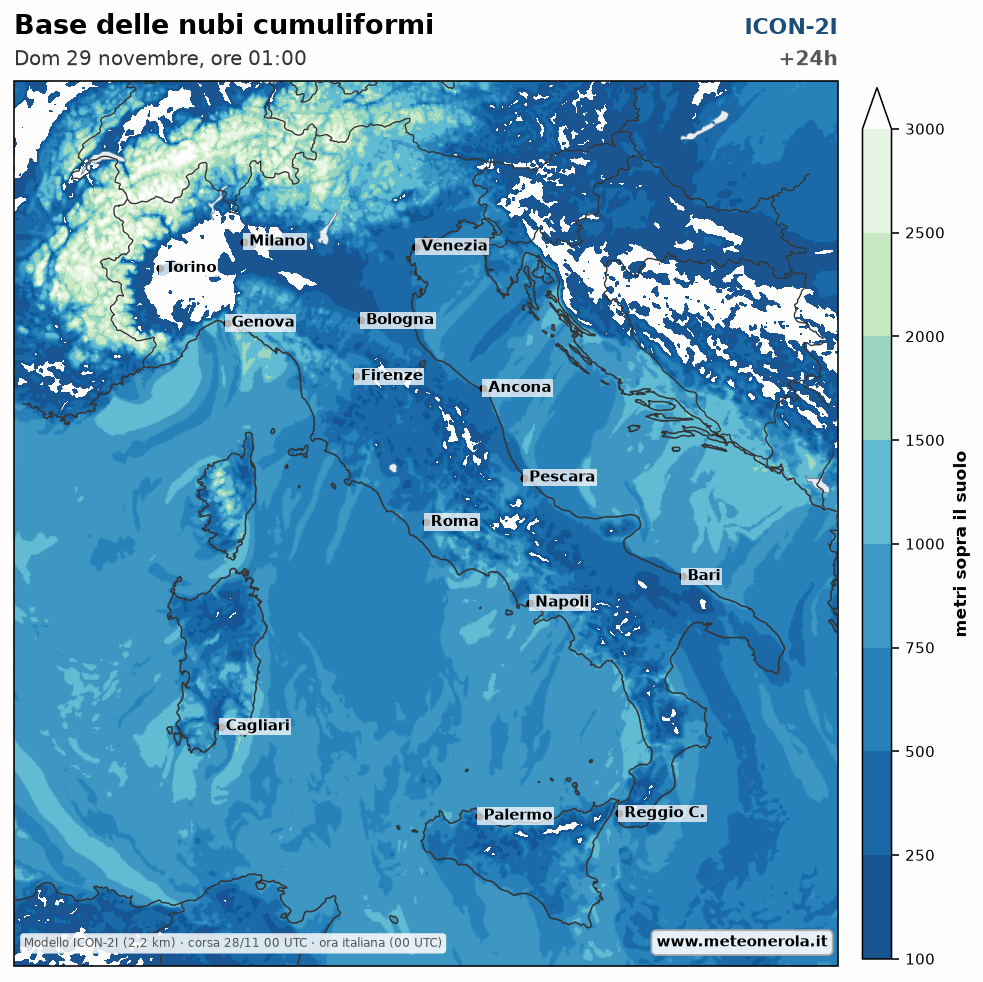 Base delle nubi cumuliformi
ICON-2I
Dom 29 novembre, ore 01:00
+24h
3000
2500
2000
1500
1000
750
500
250
100
metri sopra il suolo
Milano
Venezia
Torino
Genova
Bologna
Firenze
Ancona
Pescara
Roma
Bari
Napoli
Cagliari
Palermo
Reggio C.
Modello ICON-2I (2,2 km) · corsa 28/11 00 UTC · ora italiana (00 UTC)
www.meteonerola.it